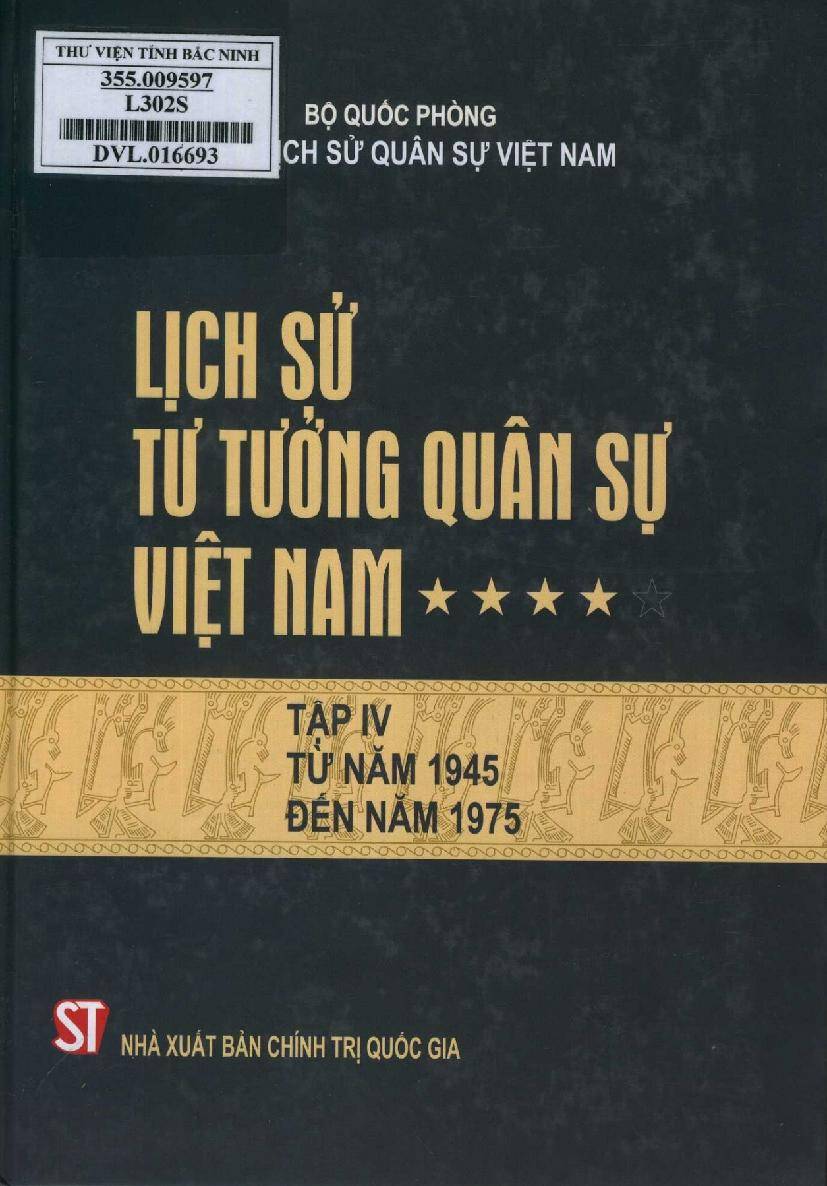 THƯ VIỆN TỈNH BẮC NINH
355.009597
L302S
DVL.016693
BỘ QUỐC PHÒNG
ỊCH SỬ QUÂN SỰ VIỆT NAM
LỊCH SỬ
TƯ TƯỞNG QUÂN SỰ
VIỆT NAM
TẬP IV
TỪ NĂM 1945
ĐẾN NĂM 1975
ST
NHÀ XUẤT BẢN CHÍNH TRỊ QUỐC GIA